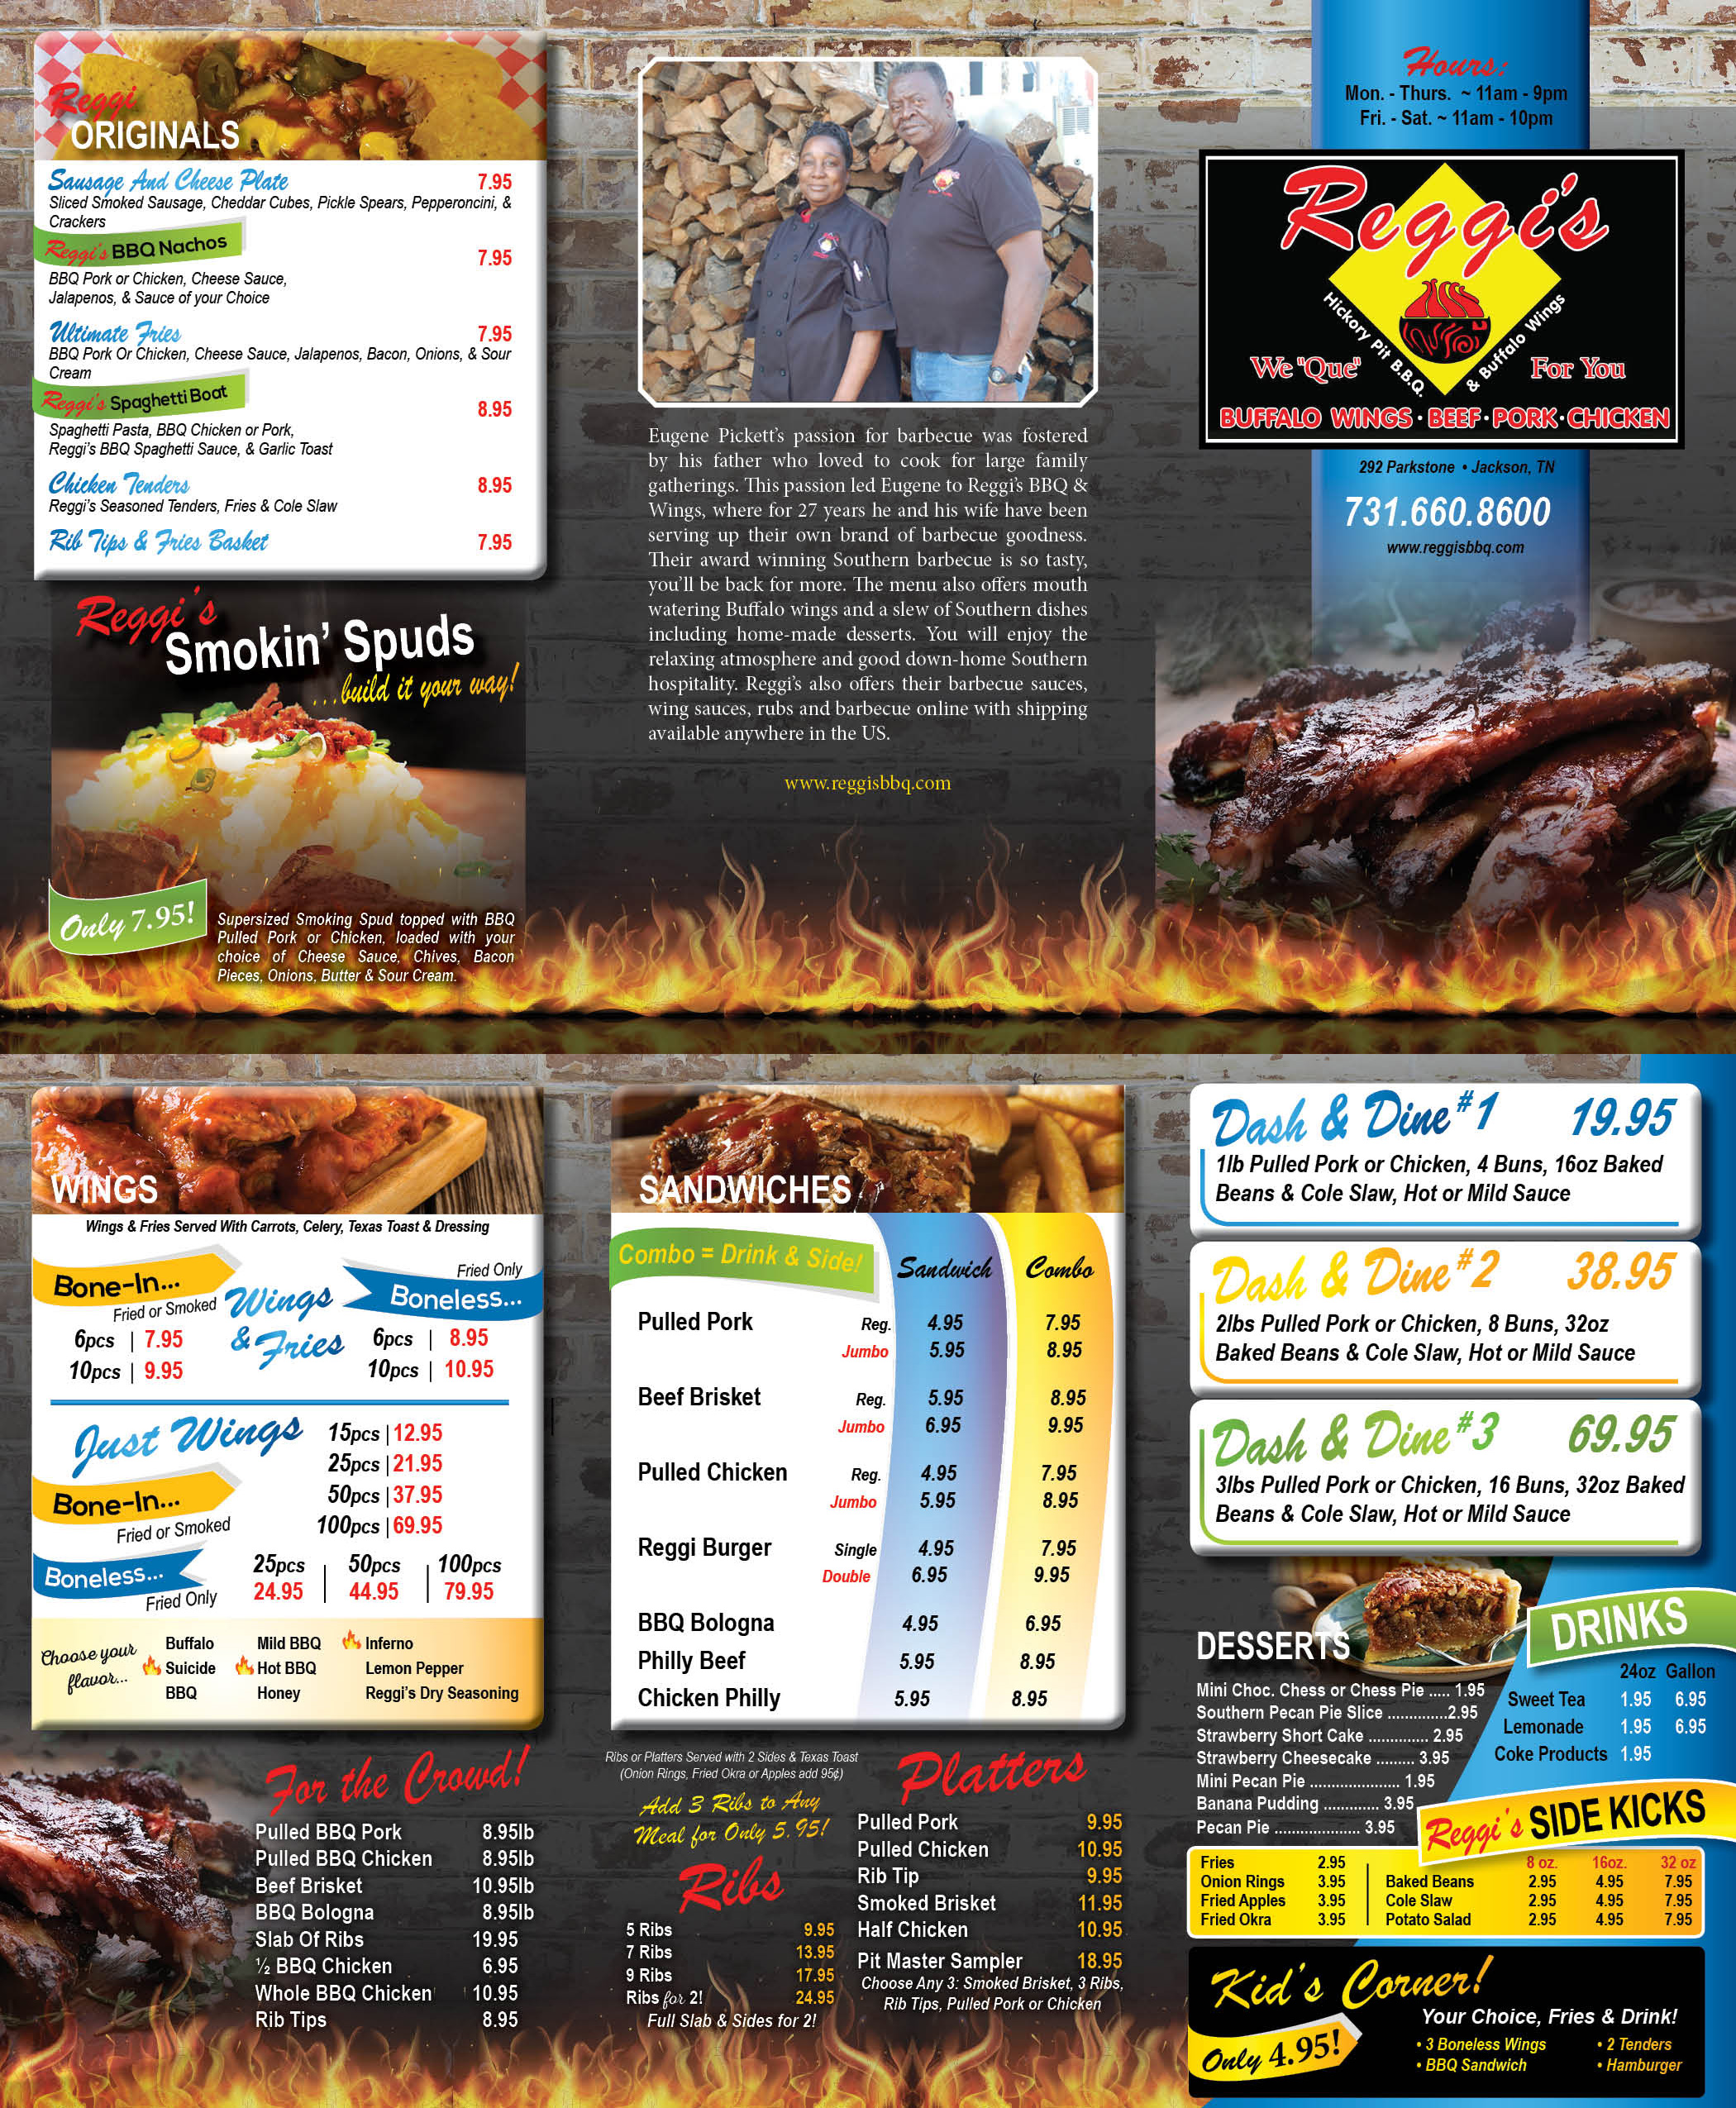 Reggi
ORIGINALS
Sausage And Cheese Plate 7.95
Sliced Smoked Sausage, Cheddar Cubes, Pickle Spears, Pepperoncini, &
Crackers
Reggi's BBQ Nachos 7.95
BBQ Pork or Chicken, Cheese Sauce,
Jalapenos, & Sauce of your Choice
Ultimate Fries 7.95
BBQ Pork Or Chicken, Cheese Sauce, Jalapenos, Bacon, Onions, & Sour
Cream
Reggi's Spaghetti Boat 8.95
Spaghetti Pasta, BBQ Chicken or Pork,
Reggi's BBQ Spaghetti Sauce, & Garlic Toast
Chicken Tenders 8.95
Reggi's Seasoned Tenders, Fries & Cole Slaw
Rib Tips & Fries Basket 7.95
Reggi's
Smokin' Spuds
...build it your way!
Only 7.95!
Supersized Smoking Spud topped with BBQ
Pulled Pork or Chicken, loaded with your
choice of Cheese Sauce, Chives, Bacon
Pieces, Onions, Butter & Sour Cream.
Eugene Pickett's passion for barbecue was fostered
by his father who loved to cook for large family
gatherings. This passion led Eugene to Reggi's BBQ &
Wings, where for 27 years he and his wife have been
serving up their own brand of barbecue goodness.
Their award winning Southern barbecue is so tasty,
you'll be back for more. The menu also offers mouth
watering Buffalo wings and a slew of Southern dishes
including home-made desserts. You will enjoy the
relaxing atmosphere and good down-home Southern
hospitality. Reggi's also offers their barbecue sauces,
wing sauces, rubs and barbecue online with shipping
available anywhere in the US.
www.reggisbbq.com
Hours:
Mon. - Thurs. ~ 11am - 9pm
Fri. - Sat. ~ 11am - 10pm
Reggi's
Hickory Pit B.B.Q. & Buffalo Wings
We "Que" For You
BUFFALO WINGS · BEEF · PORK · CHICKEN
292 Parkstone • Jackson, TN
731.660.8600
www.reggisbbq.com
WINGS
Wings & Fries Served With Carrots, Celery, Texas Toast & Dressing
Bone-In...
Fried or Smoked
6pcs | 7.95
10pcs | 9.95
Wings
& Fries
Fried Only
Boneless...
6pcs | 8.95
10pcs | 10.95
Just Wings
Bone-In...
Fried or Smoked
15pcs | 12.95
25pcs | 21.95
50pcs | 37.95
100pcs | 69.95
Boneless...
Fried Only
25pcs 50pcs 100pcs
24.95 44.95 79.95
Choose your
flavor...
Buffalo Mild BBQ Inferno
Suicide Hot BBQ Lemon Pepper
BBQ Honey Reggi's Dry Seasoning
For the Crowd!
Pulled BBQ Pork 8.95lb
Pulled BBQ Chicken 8.95lb
Beef Brisket 10.95lb
BBQ Bologna 8.95lb
Slab Of Ribs 19.95
½ BBQ Chicken 6.95
Whole BBQ Chicken 10.95
Rib Tips 8.95
SANDWICHES
Combo = Drink & Side! Sandwich Combo
Pulled Pork Reg. 4.95 7.95
Jumbo 5.95 8.95
Beef Brisket Reg. 5.95 8.95
Jumbo 6.95 9.95
Pulled Chicken Reg. 4.95 7.95
Jumbo 5.95 8.95
Reggi Burger Single 4.95 7.95
Double 6.95 9.95
BBQ Bologna 4.95 6.95
Philly Beef 5.95 8.95
Chicken Philly 5.95 8.95
Ribs or Platters Served with 2 Sides & Texas Toast
(Onion Rings, Fried Okra or Apples add 95¢)
Add 3 Ribs to Any
Meal for Only 5.95!
Ribs
5 Ribs 9.95
7 Ribs 13.95
9 Ribs 17.95
Ribs for 2! 24.95
Full Slab & Sides for 2!
Platters
Pulled Pork 9.95
Pulled Chicken 10.95
Rib Tip 9.95
Smoked Brisket 11.95
Half Chicken 10.95
Pit Master Sampler 18.95
Choose Any 3: Smoked Brisket, 3 Ribs,
Rib Tips, Pulled Pork or Chicken
Dash & Dine #1 19.95
1lb Pulled Pork or Chicken, 4 Buns, 16oz Baked
Beans & Cole Slaw, Hot or Mild Sauce
Dash & Dine #2 38.95
2lbs Pulled Pork or Chicken, 8 Buns, 32oz
Baked Beans & Cole Slaw, Hot or Mild Sauce
Dash & Dine #3 69.95
3lbs Pulled Pork or Chicken, 16 Buns, 32oz Baked
Beans & Cole Slaw, Hot or Mild Sauce
DESSERTS
Mini Choc. Chess or Chess Pie ..... 1.95
Southern Pecan Pie Slice ..............2.95
Strawberry Short Cake .............. 2.95
Strawberry Cheesecake ......... 3.95
Mini Pecan Pie ..................... 1.95
Banana Pudding ............. 3.95
Pecan Pie .................... 3.95
DRINKS
24oz Gallon
Sweet Tea 1.95 6.95
Lemonade 1.95 6.95
Coke Products 1.95
Reggi's SIDE KICKS
Fries 2.95
Onion Rings 3.95
Fried Apples 3.95
Fried Okra 3.95
8 oz. 16oz. 32 oz
Baked Beans 2.95 4.95 7.95
Cole Slaw 2.95 4.95 7.95
Potato Salad 2.95 4.95 7.95
Kid's Corner!
Your Choice, Fries & Drink!
Only 4.95!
• 3 Boneless Wings • 2 Tenders
• BBQ Sandwich • Hamburger